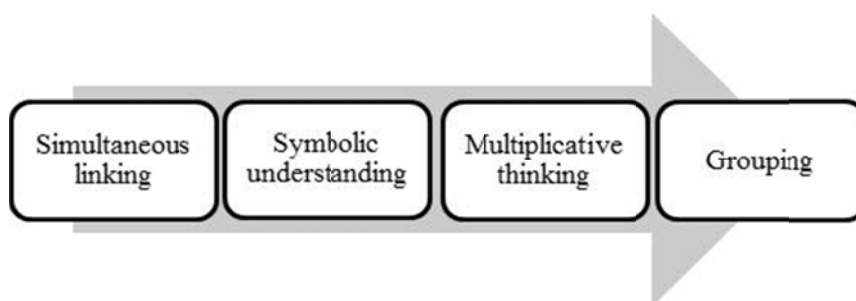 Simultaneous
linking
Symbolic
understanding
Multiplicative
thinking
Grouping